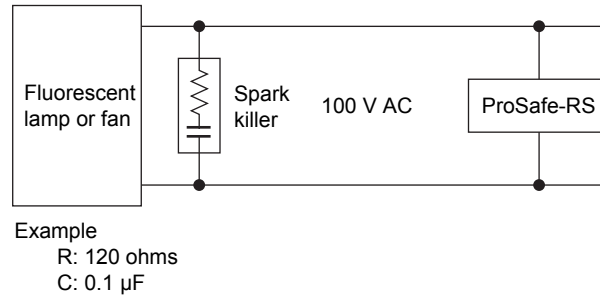 Fluorescent
lamp or fan
Spark
killer
100 V AC
ProSafe-RS
Example
R: 120 ohms
C: 0.1 µF